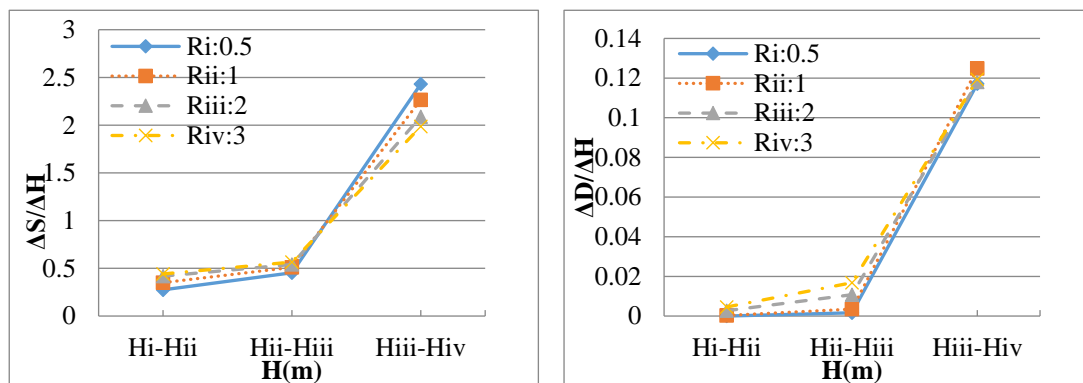 3
2.5
2
1.5
1
0.5
0
ΔS/ΔH
Ri:0.5
Rii:1
Riii:2
Riv:3
Hi-Hii
Hii-Hiii
Hiii-Hiv
H(m)
0.14
0.12
0.1
0.08
0.06
0.04
0.02
0
ΔD/ΔH
Ri:0.5
Rii:1
Riii:2
Riv:3
Hi-Hii
Hii-Hiii
Hiii-Hiv
H(m)